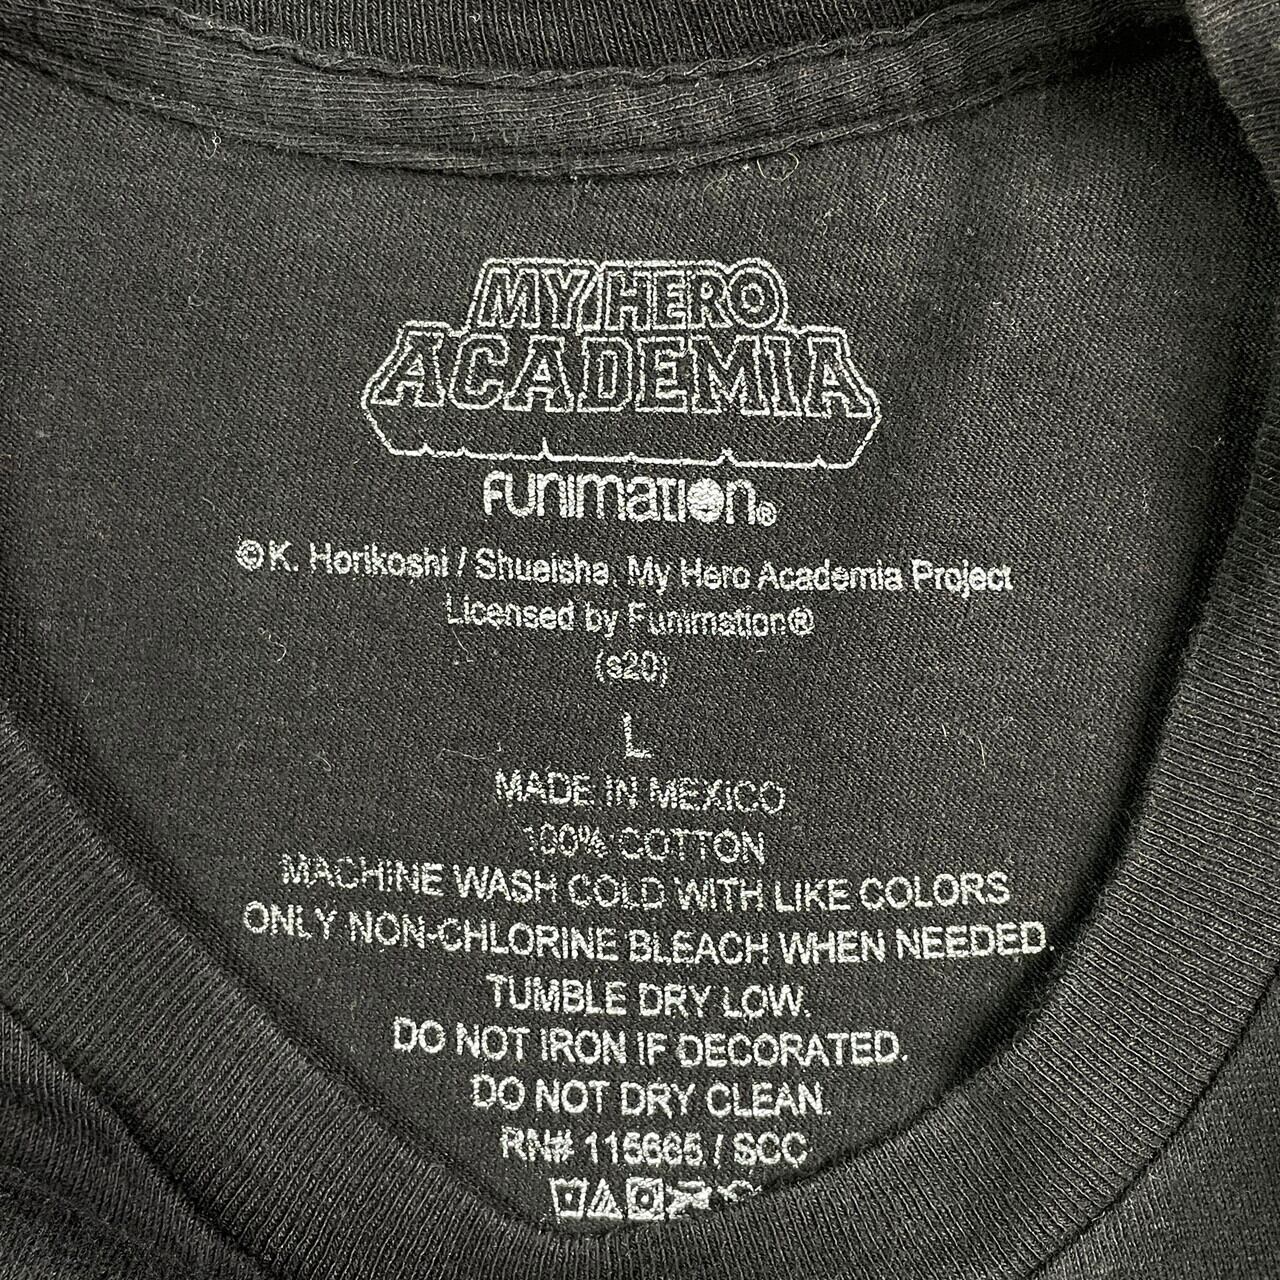 MY HERO
ACADEMIA
FUNIMATION®
©K. Horikoshi / Shueisha, My Hero Academia Project
Licensed by Funimation®
(s20)
L
MADE IN MEXICO
100% COTTON
MACHINE WASH COLD WITH LIKE COLORS
ONLY NON-CHLORINE BLEACH WHEN NEEDED.
TUMBLE DRY LOW.
DO NOT IRON IF DECORATED.
DO NOT DRY CLEAN.
RN# 115665 / SCC